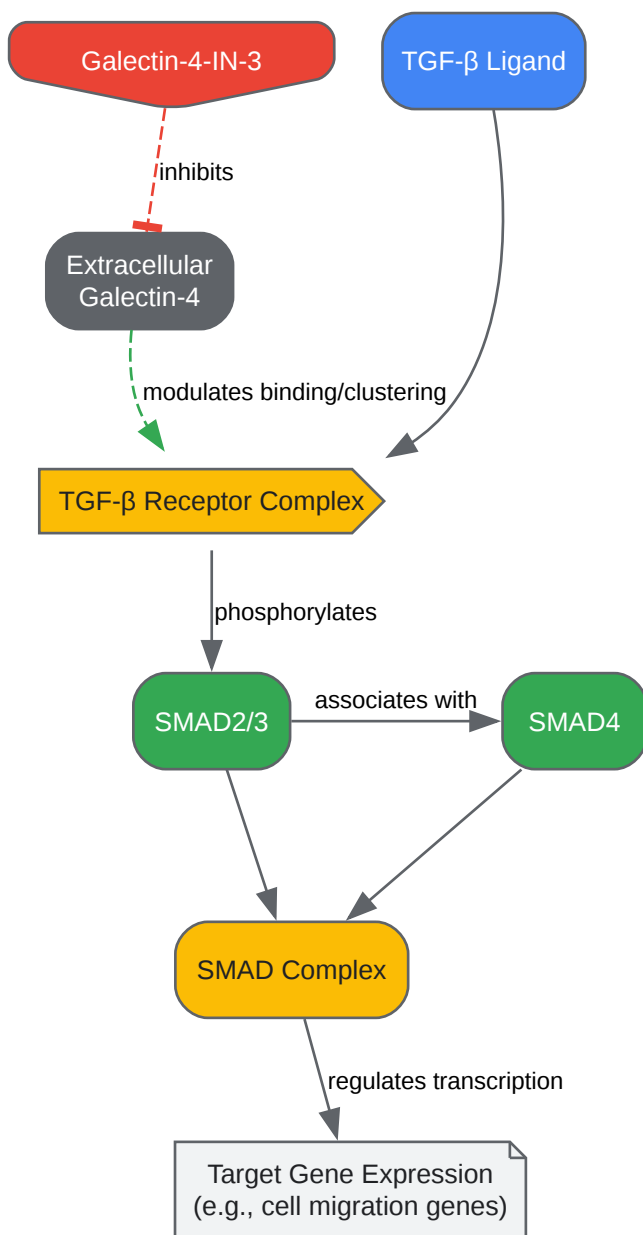 Galectin-4-IN-3
TGF-β Ligand
inhibits
Extracellular
Galectin-4
modulates binding/clustering
TGF-β Receptor Complex
phosphorylates
SMAD2/3
associates with
SMAD4
SMAD Complex
regulates transcription
Target Gene Expression
(e.g., cell migration genes)